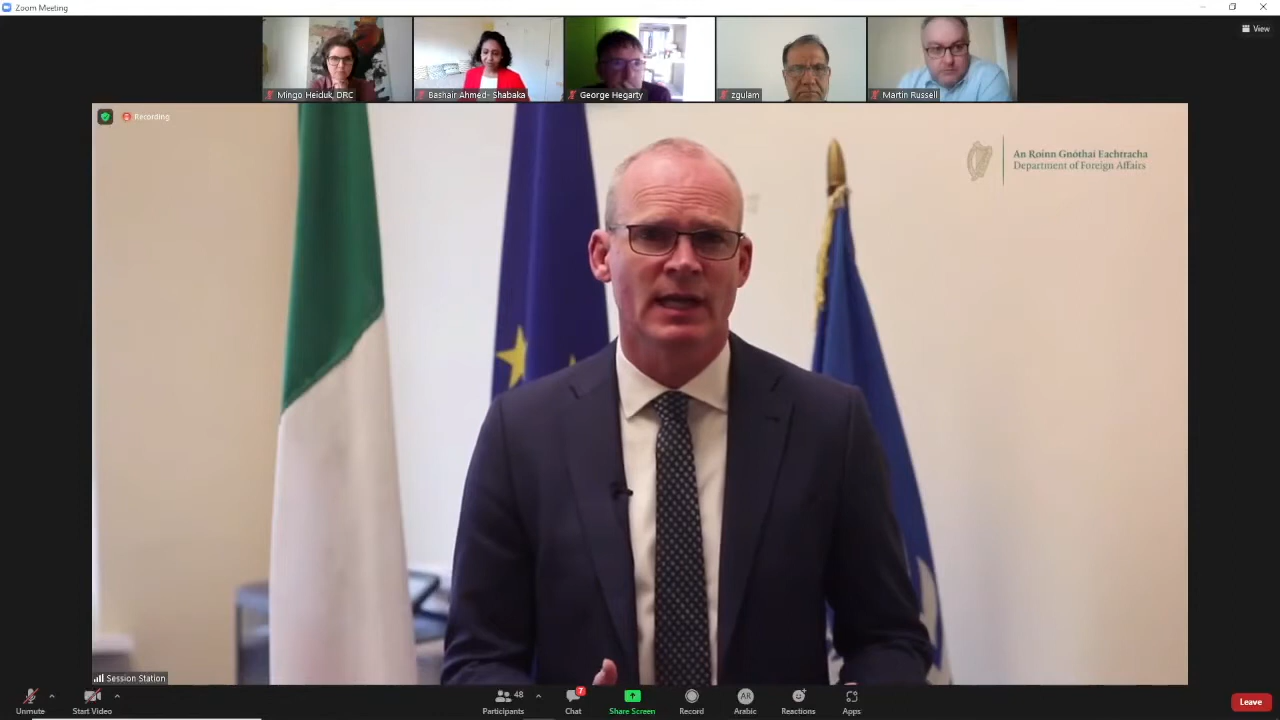 Zoom Meeting
View
Mingo Heiduk, DRC
Bashair Ahmed- Shabaka
George Hegarty
zgulam
Martin Russell
Recording
An Roinn Gnóthaí Eachtracha
Department of Foreign Affairs
Session Station
Unmute
Start Video
48
Participants
7
Chat
Share Screen
Record
AR
Arabic
Reactions
Apps
Leave